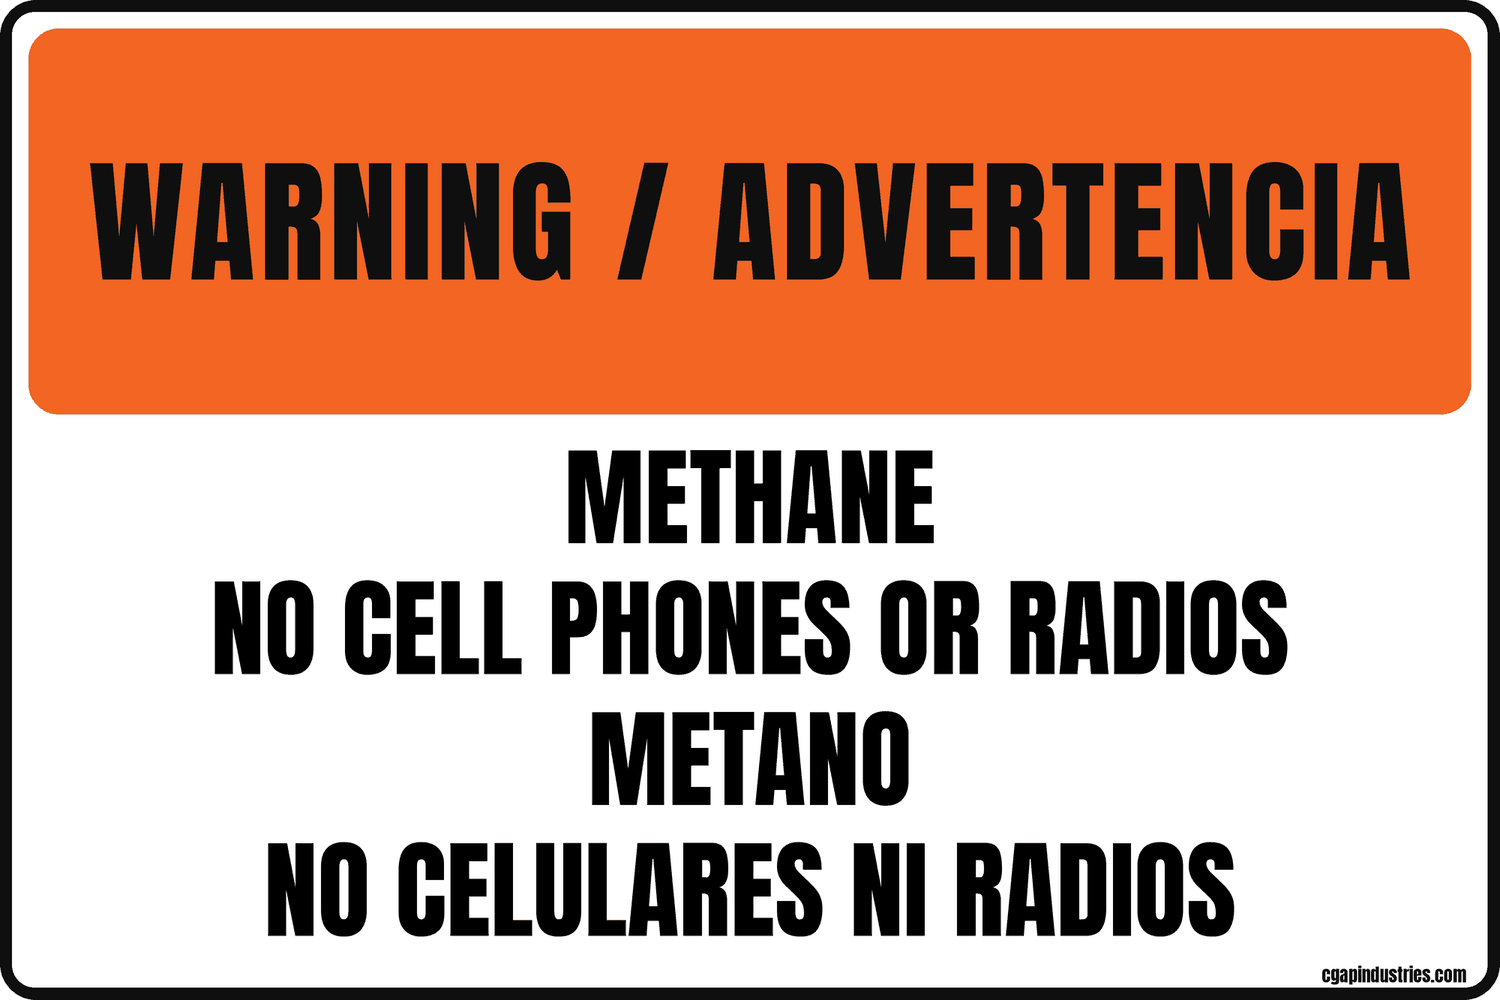 WARNING / ADVERTENCIA
METHANE
NO CELL PHONES OR RADIOS
METANO
NO CELULARES NI RADIOS
cgapindustries.com